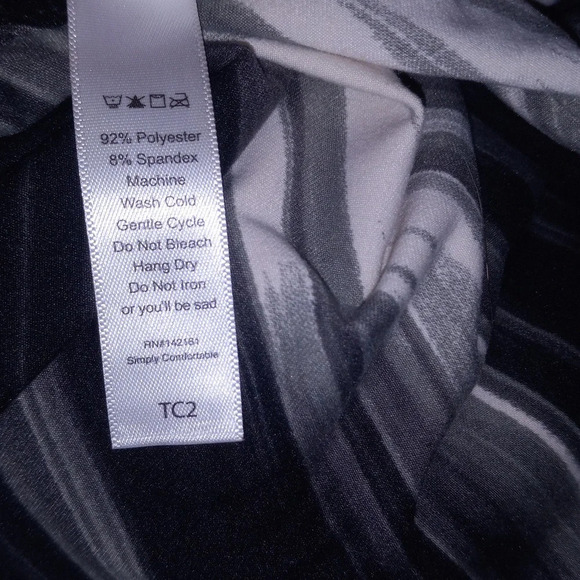 92% Polyester
8% Spandex
Machine
Wash Cold
Gentle Cycle
Do Not Bleach
Hang Dry
Do Not Iron
or you'll be sad
RN#142161
Simply Comfortable
TC2